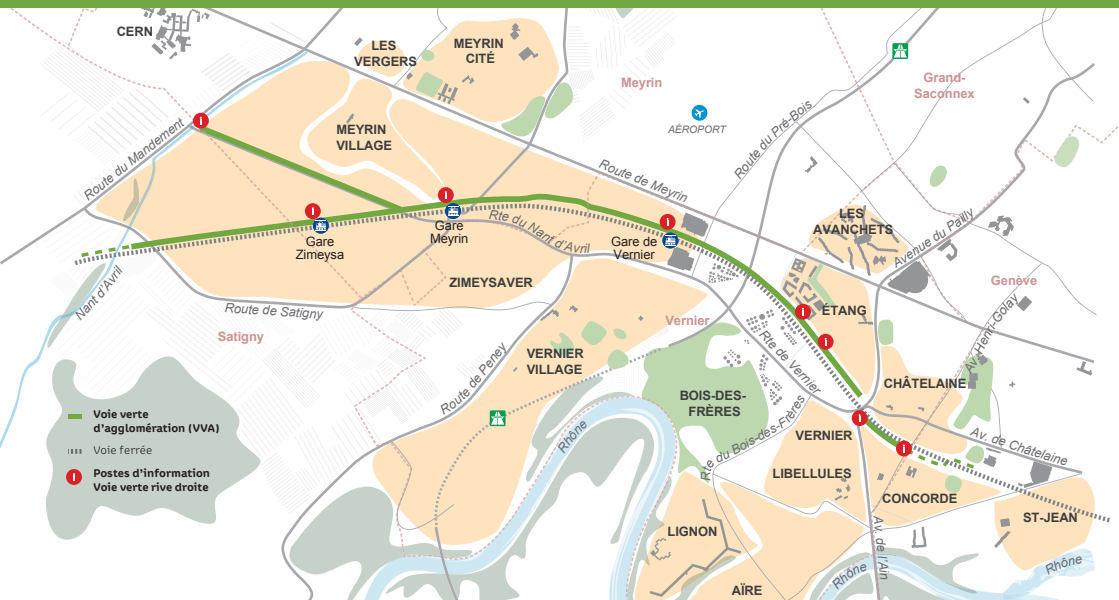 CERN
LES
VERGERS
MEYRIN
CITÉ
Meyrin
Grand-
Saconnex
AÉROPORT
Route du Pré-Bois
Route du Mandement
MEYRIN
VILLAGE
Route de Meyrin
LES
AVANCHETS
Avenue du Pailly
Gare
Zimeysa
Gare
Meyrin
Rte du Nant d'Avril
Gare de
Vernier
Nant d'Avril
ZIMEYSAVER
Genève
Route de Satigny
Satigny
Vernier
ÉTANG
Av. Henri-Golay
Rte de Vernier
Route de Peney
VERNIER
VILLAGE
CHÂTELAINE
BOIS-DES-
FRÈRES
Voie verte
d'agglomération (VVA)
Voie ferrée
Postes d'information
Voie verte rive droite
Rhône
Rte du Bois-des-Frères
VERNIER
Av. de Châtelaine
LIBELLULES
CONCORDE
ST-JEAN
LIGNON
Av. de l'Ain
Rhône
Rhône
AÏRE